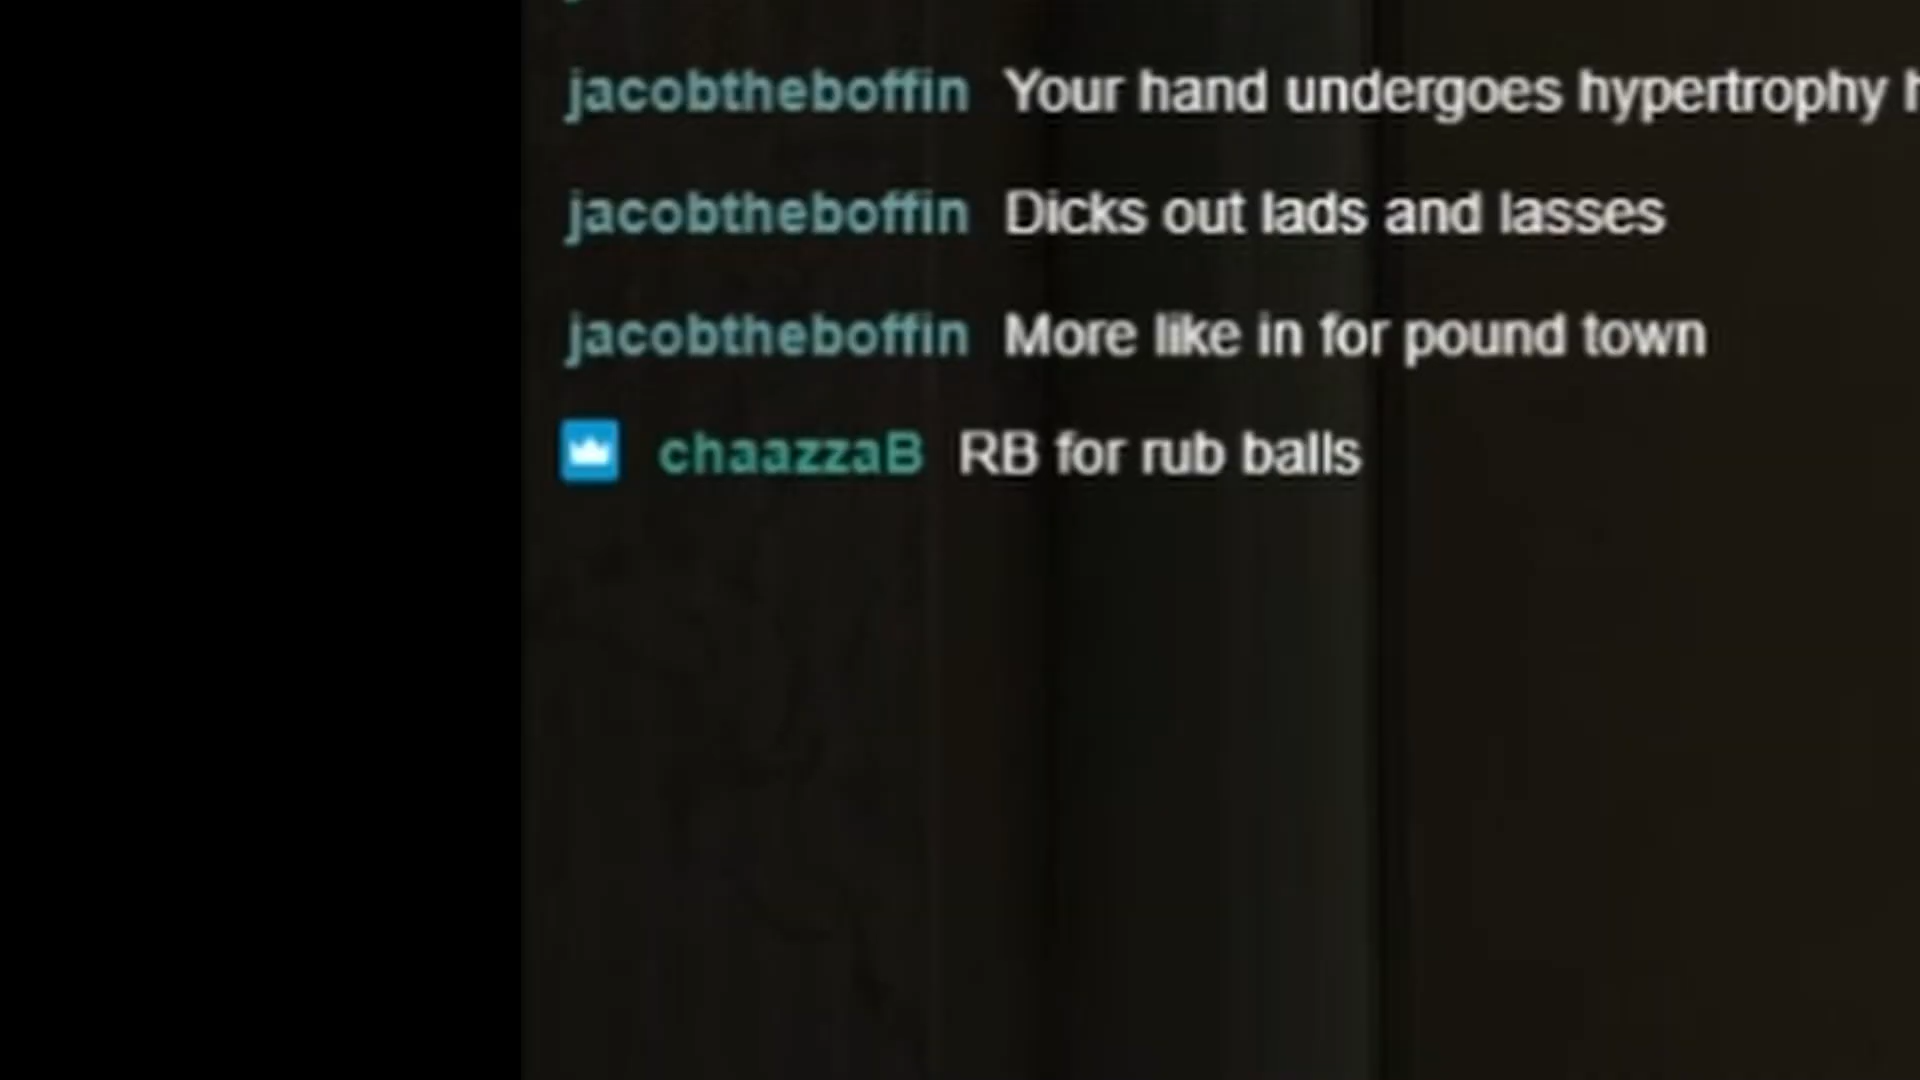 jacobtheboffin Your hand undergoes hypertrophy
jacobtheboffin Dicks out lads and lasses
jacobtheboffin More like in for pound town
chaazzaB RB for rub balls